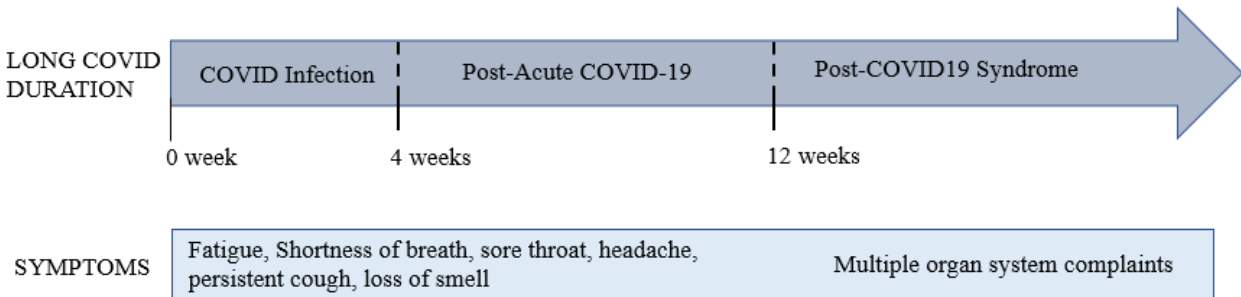 LONG COVID
DURATION
COVID Infection
Post-Acute COVID-19
Post-COVID19 Syndrome
0 week
4 weeks
12 weeks
SYMPTOMS
Fatigue, Shortness of breath, sore throat, headache,
persistent cough, loss of smell
Multiple organ system complaints